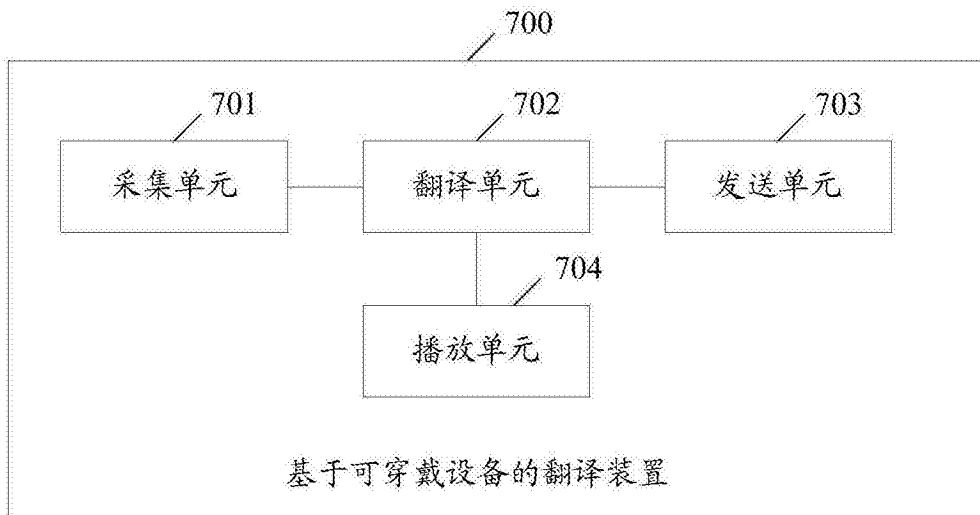 700
701
702
703
采集单元
翻译单元
发送单元
704
播放单元
基于可穿戴设备的翻译装置